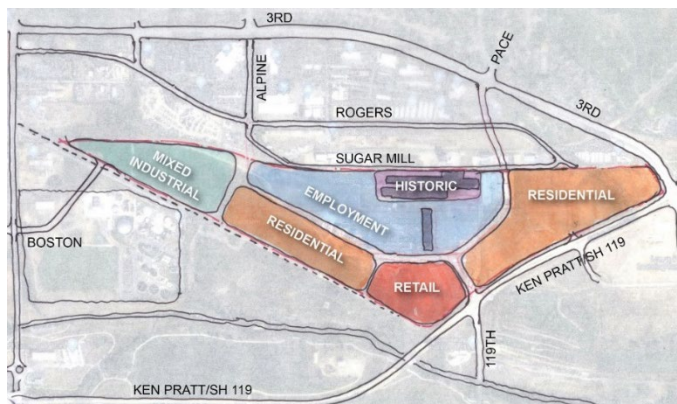 3RD
PACE
ALPINE
3RD
ROGERS
SUGAR MILL
MIXED
INDUSTRIAL
HISTORIC
RESIDENTIAL
EMPLOYMENT
RESIDENTIAL
BOSTON
RETAIL
KEN PRATT/SH 119
119TH
KEN PRATT/SH 119